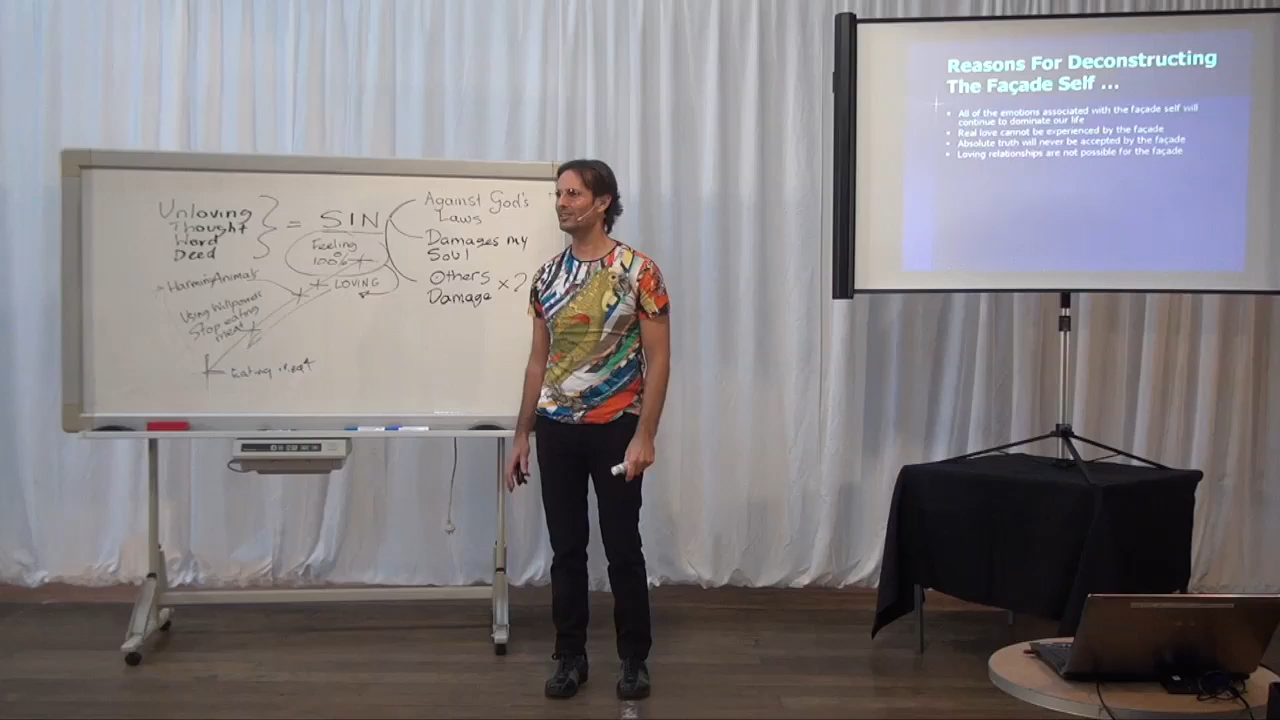 Unloving
Thought
Word
Deed
= SIN
Feeling
100%
LOVING
Against God's
Laws
Damages my
Soul
Others
Damage × 2
Harming Animals
Using Willpower
Stop eating
meat
Eating meat
Reasons For Deconstructing
The Façade Self ...
• All of the emotions associated with the façade self will
continue to dominate our life
• Real love cannot be experienced by the façade
• Absolute truth will never be accepted by the façade
• Loving relationships are not possible for the façade